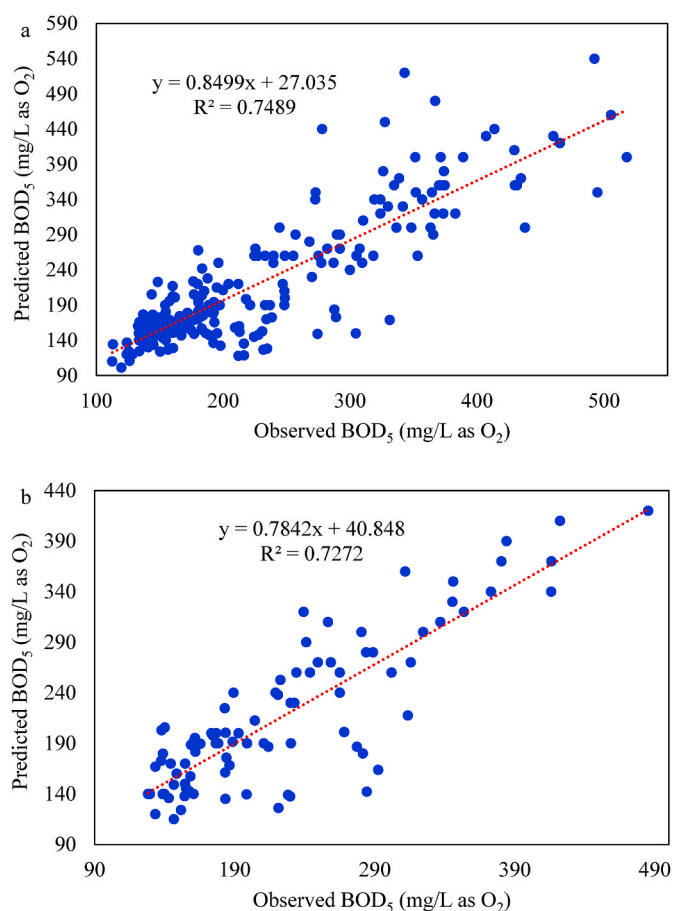 a
y = 0.8499x + 27.035
R² = 0.7489
Predicted BOD₅ (mg/L as O₂)
590
540
490
440
390
340
290
240
190
140
90
100 200 300 400 500
Observed BOD₅ (mg/L as O₂)
b
y = 0.7842x + 40.848
R² = 0.7272
Predicted BOD₅ (mg/L as O₂)
440
390
340
290
240
190
140
90
90 190 290 390 490
Observed BOD₅ (mg/L as O₂)